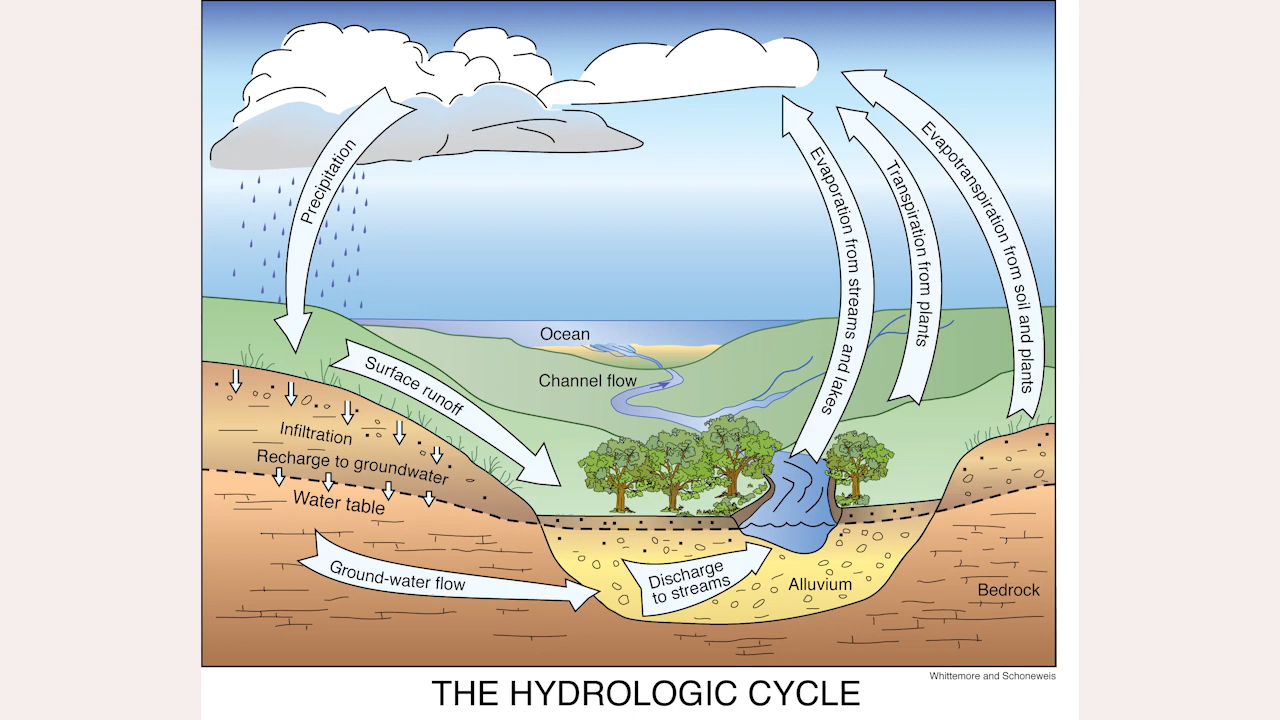 Precipitation
Evaporation from streams and lakes
Transpiration from plants
Evapotranspiration from soil and plants
Ocean
Channel flow
Surface runoff
Infiltration
Recharge to groundwater
Water table
Ground-water flow
Discharge
to streams
Alluvium
Bedrock
Whittemore and Schoneweis
THE HYDROLOGIC CYCLE